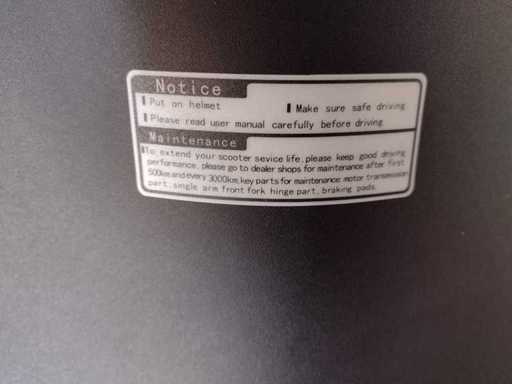 Notice
Put on helmet Make sure safe driving
Please read user manual carefully before driving
Maintenance
To extend your scooter sevice life, please keep good driving
performance, please go to dealer shops for maintenance after first
500km and every 3000km, key parts for maintenance: motor transmission
part, single arm front fork hinge part, braking pads.